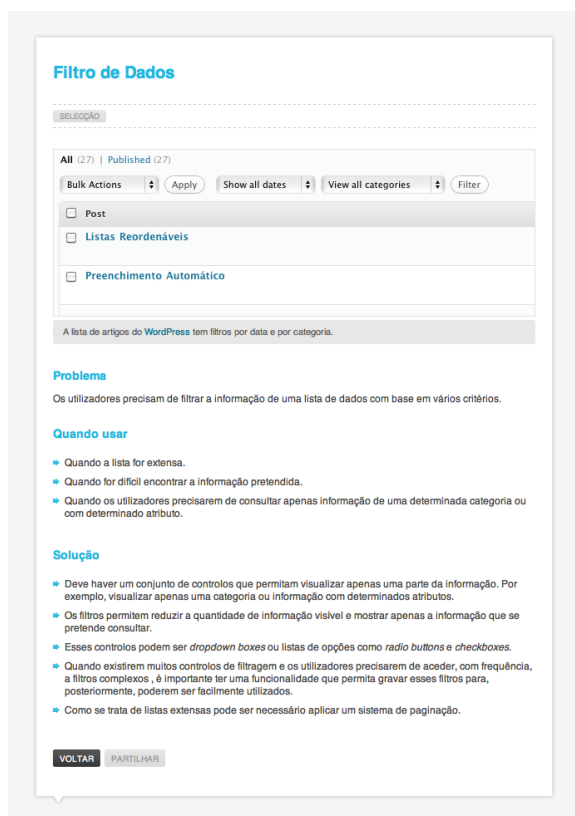 Filtro de Dados
SELECÇÃO
All (27) | Published (27)
Bulk Actions Apply Show all dates View all categories Filter
Post
Listas Reordenáveis
Preenchimento Automático
A lista de artigos do WordPress tem filtros por data e por categoria.
Problema
Os utilizadores precisam de filtrar a informação de uma lista de dados com base em vários critérios.
Quando usar
Quando a lista for extensa.
Quando for difícil encontrar a informação pretendida.
Quando os utilizadores precisarem de consultar apenas informação de uma determinada categoria ou
com determinado atributo.
Solução
Deve haver um conjunto de controlos que permitam visualizar apenas uma parte da informação. Por
exemplo, visualizar apenas uma categoria ou informação com determinados atributos.
Os filtros permitem reduzir a quantidade de informação visível e mostrar apenas a informação que se
pretende consultar.
Esses controlos podem ser dropdown boxes ou listas de opções como radio buttons e checkboxes.
Quando existirem muitos controlos de filtragem e os utilizadores precisarem de aceder, com frequência,
a filtros complexos , é importante ter uma funcionalidade que permita gravar esses filtros para,
posteriormente, poderem ser facilmente utilizados.
Como se trata de listas extensas pode ser necessário aplicar um sistema de paginação.
VOLTAR PARTILHAR